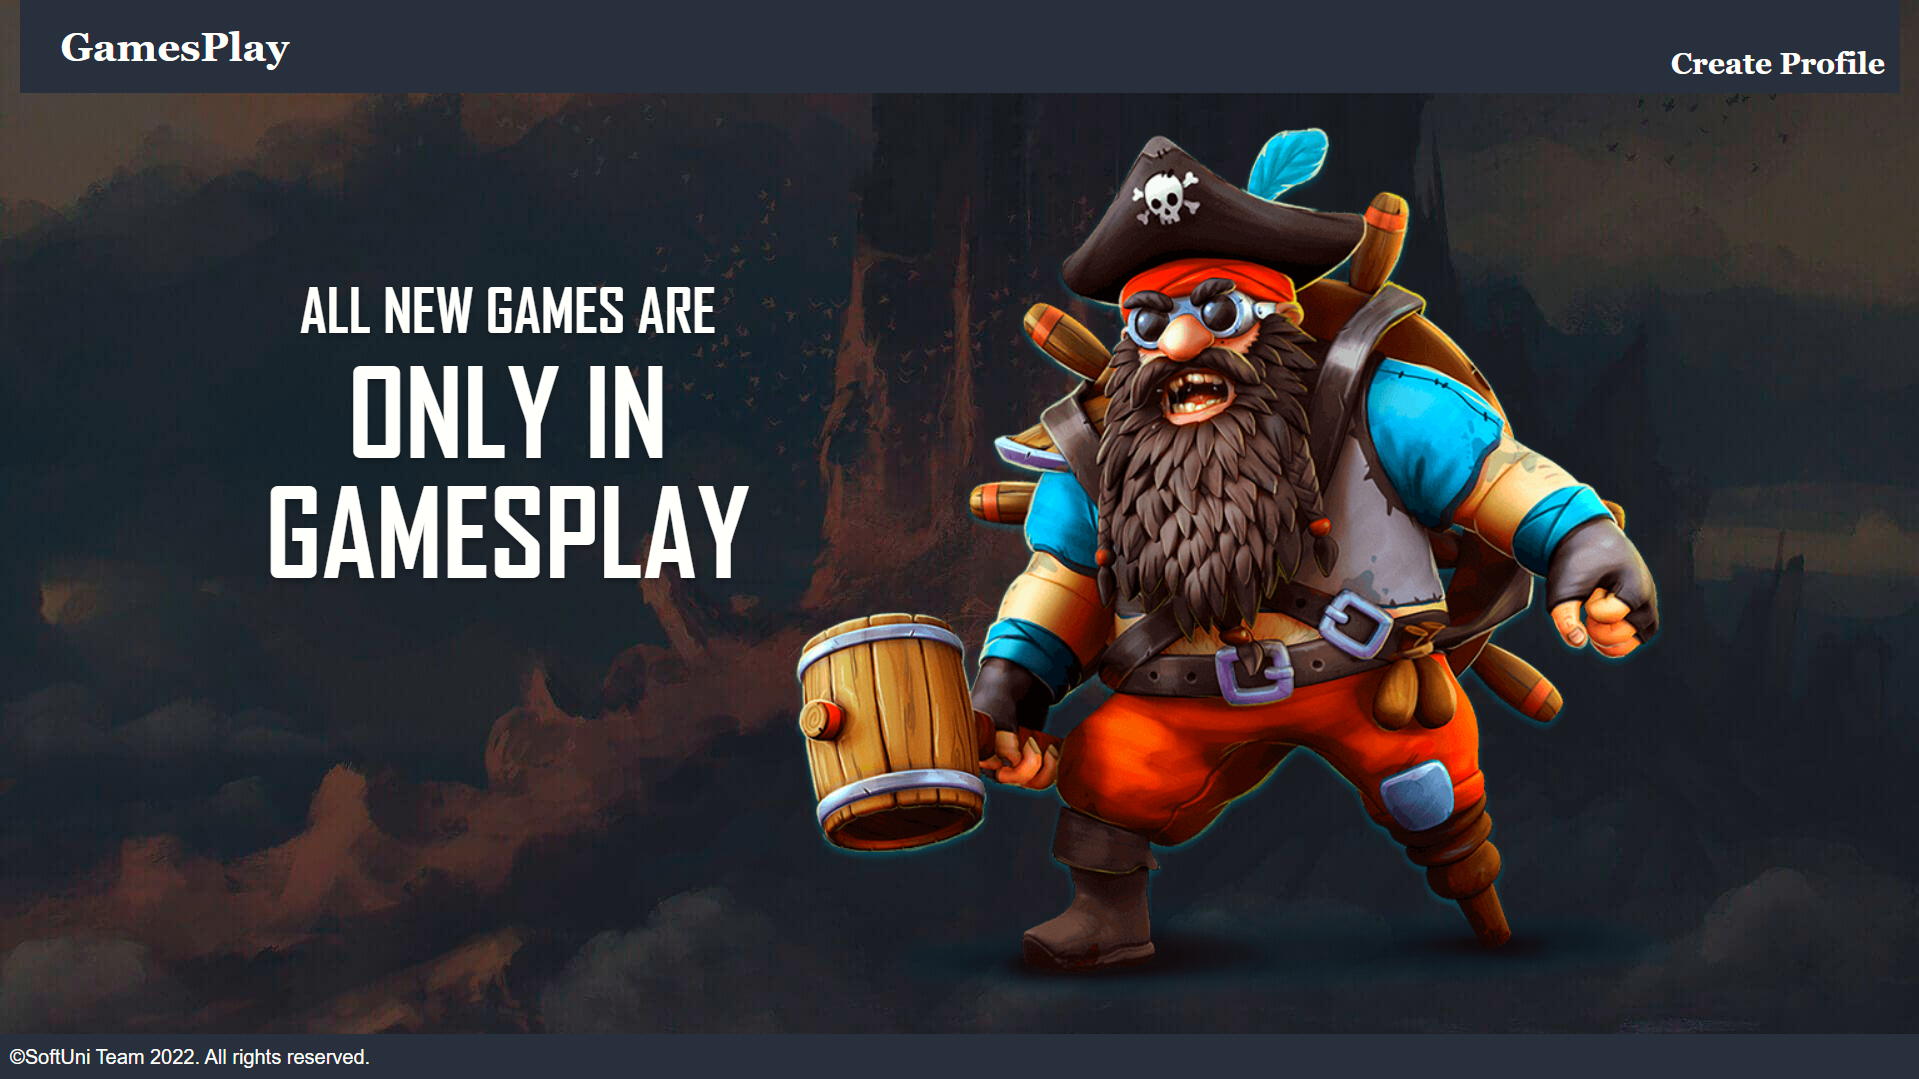 GamesPlay
Create Profile
ALL NEW GAMES ARE
ONLY IN
GAMESPLAY
©SoftUni Team 2022. All rights reserved.